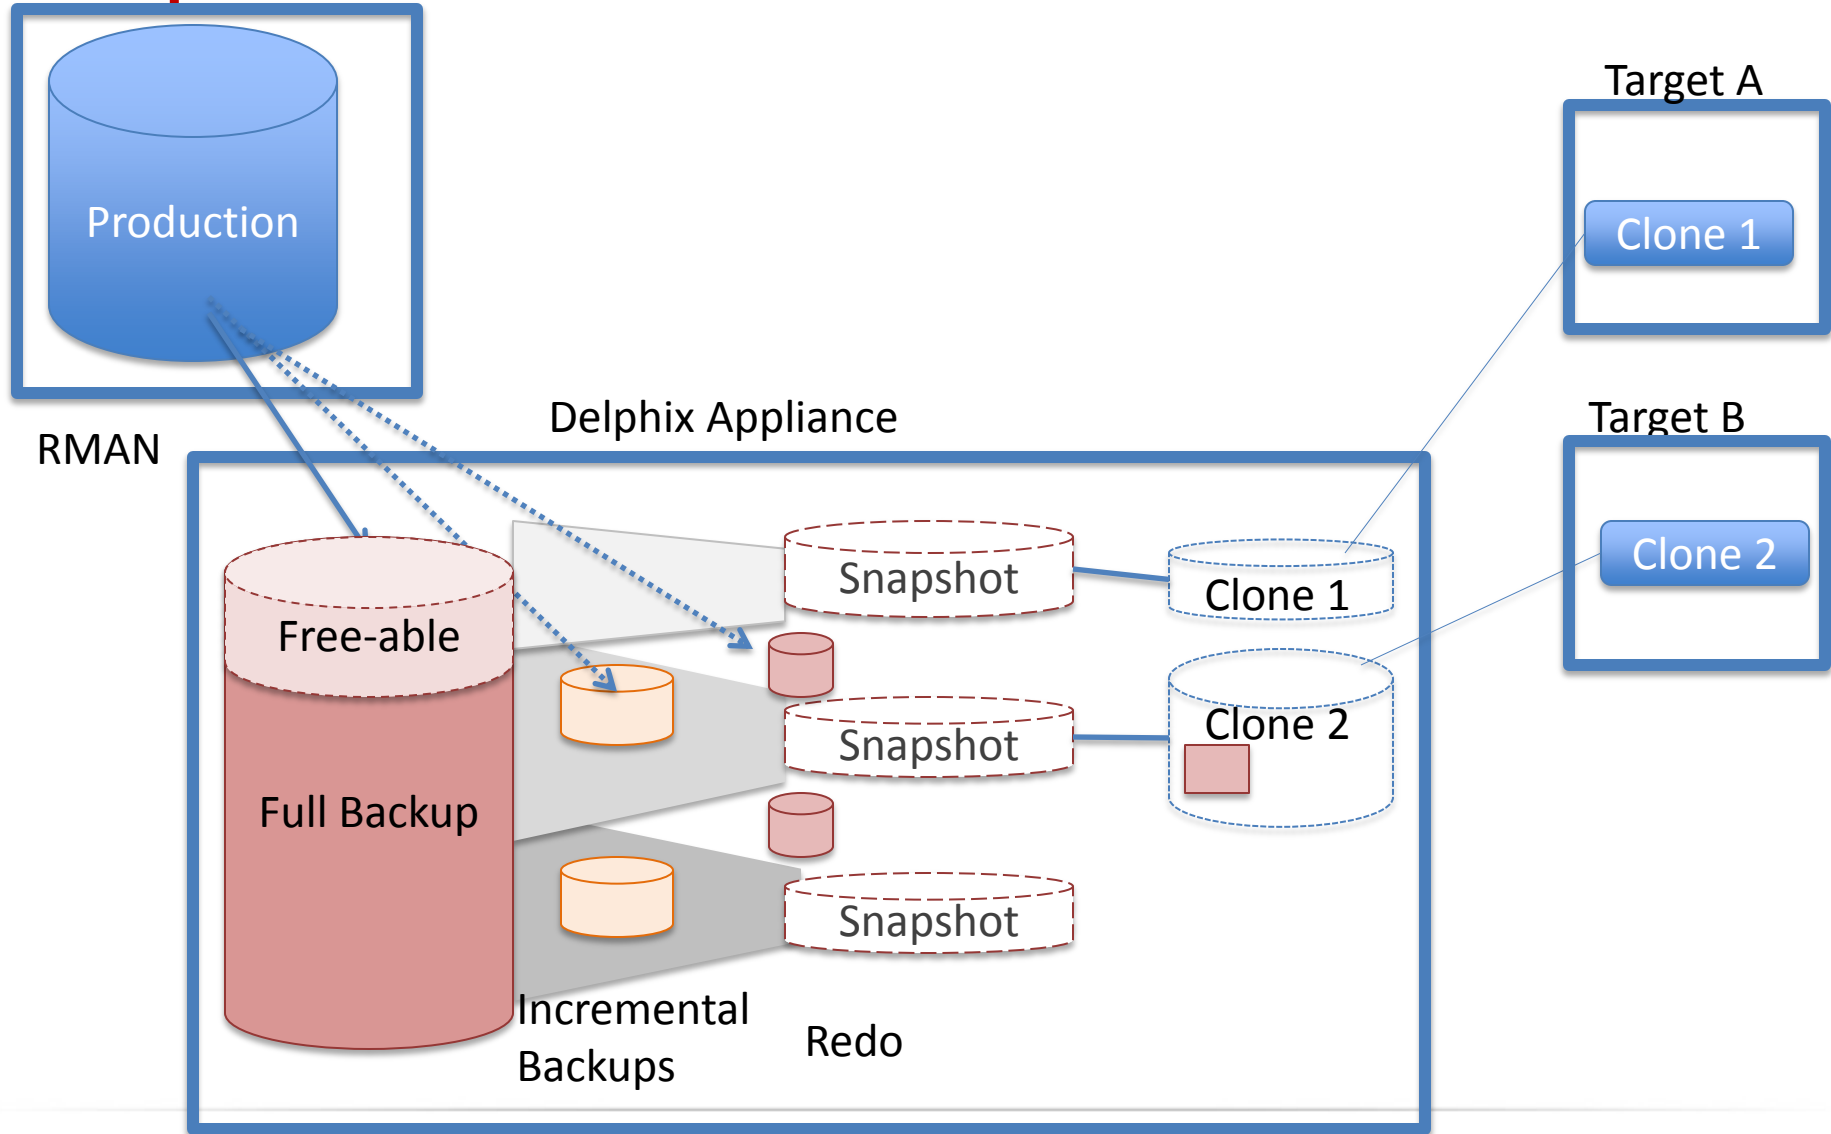 Production
RMAN
Target A
Clone 1
Delphix Appliance
Target B
Clone 2
Free-able
Full Backup
Snapshot
Clone 1
Snapshot
Clone 2
Snapshot
Incremental
Backups
Redo